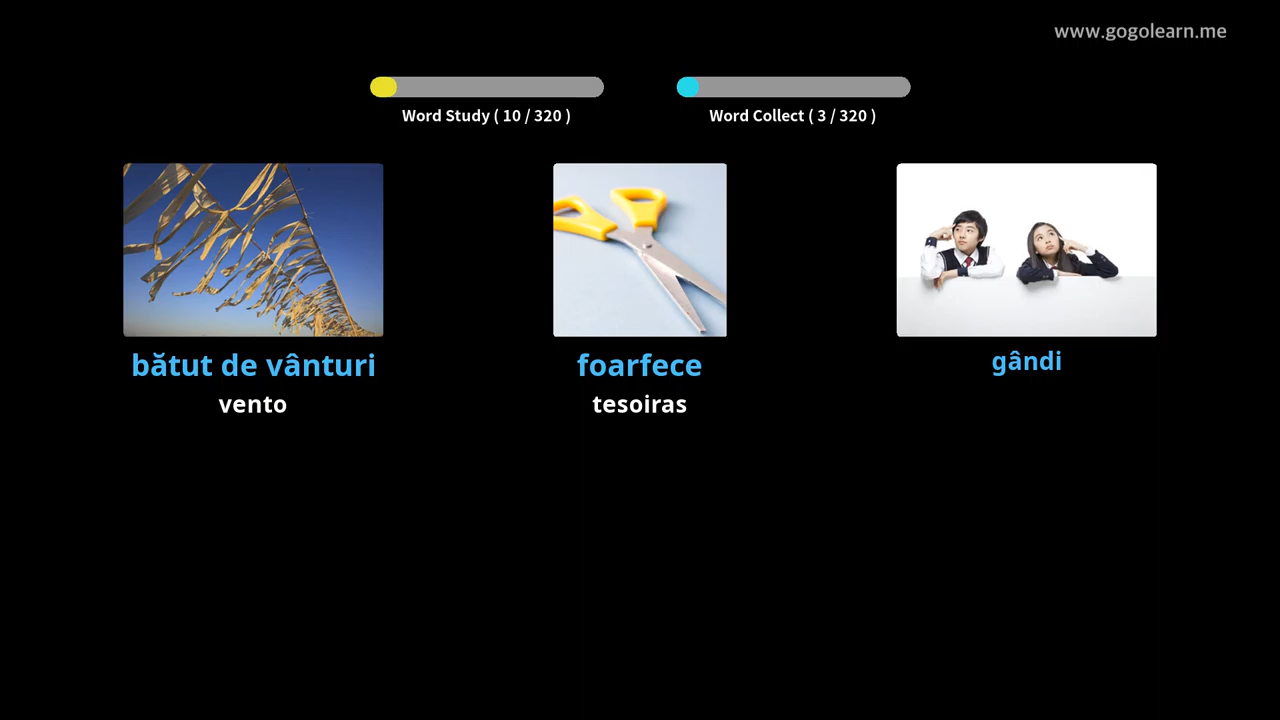 www.gogolearn.me
Word Study ( 10 / 320 )
Word Collect ( 3 / 320 )
bătut de vânturi
vento
foarfece
tesoiras
gândi